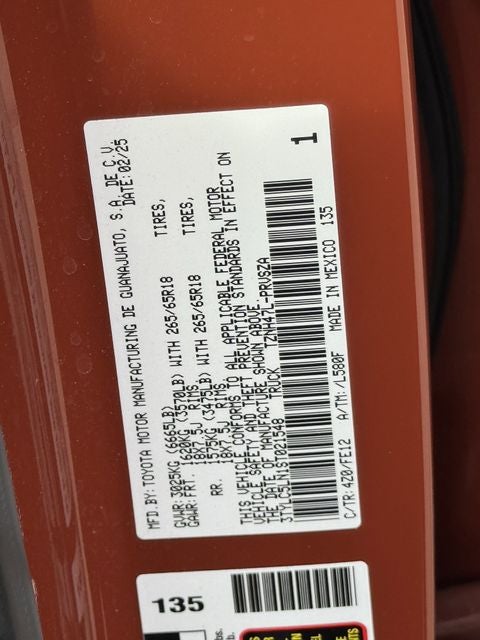 MFD.BY:TOYOTA MOTOR MANUFACTURING DE GUANAJUATO, S.A. DE C.V.
DATE:02/25
GVWR:3025KG (6665LB)
GAWR:FRT. 1620KG (3570LB) WITH 265/65R18 TIRES,
18X7.5J RIMS
RR. 1575KG (3475LB) WITH 265/65R18 TIRES,
18X7.5J RIMS.
THIS VEHICLE CONFORMS TO ALL APPLICABLE FEDERAL MOTOR
VEHICLE SAFETY, AND THEFT PREVENTION STANDARDS IN EFFECT ON
THE DATE OF MANUFACTURE SHOWN ABOVE.
TRUCK TZNH47L-PRVSZA
C/TR:4Z0/FE12 A/TM:/L580F MADE IN MEXICO 135
1
135